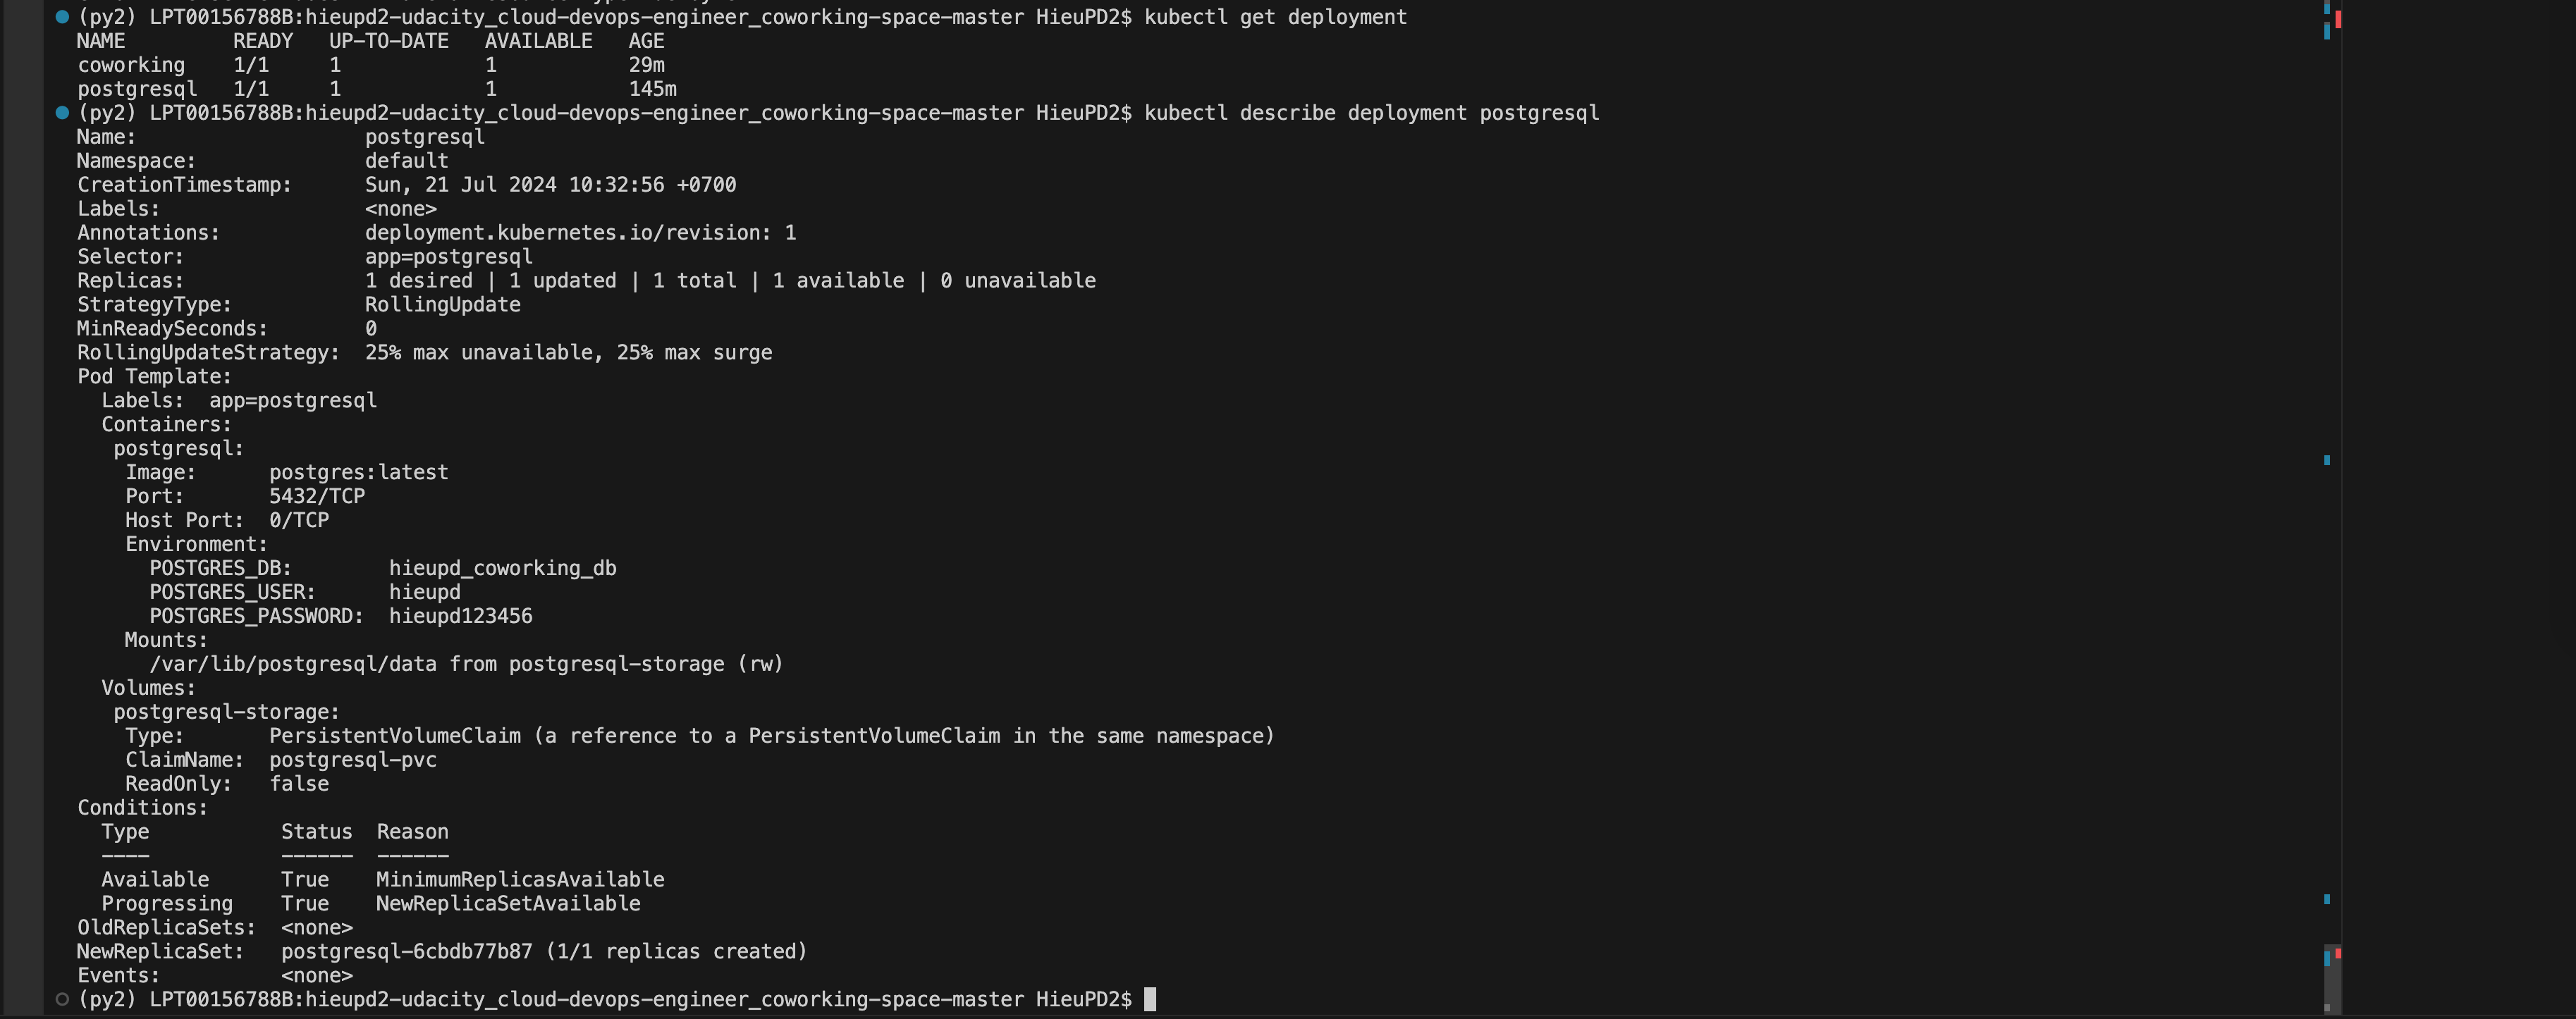 (py2) LPT00156788B:hieupd2-udacity_cloud-devops-engineer_coworking-space-master HieuPD2$ kubectl get deployment
NAME         READY   UP-TO-DATE   AVAILABLE   AGE
coworking    1/1     1            1           29m
postgresql   1/1     1            1           145m
(py2) LPT00156788B:hieupd2-udacity_cloud-devops-engineer_coworking-space-master HieuPD2$ kubectl describe deployment postgresql
Name:                   postgresql
Namespace:              default
CreationTimestamp:      Sun, 21 Jul 2024 10:32:56 +0700
Labels:                 <none>
Annotations:            deployment.kubernetes.io/revision: 1
Selector:               app=postgresql
Replicas:               1 desired | 1 updated | 1 total | 1 available | 0 unavailable
StrategyType:           RollingUpdate
MinReadySeconds:        0
RollingUpdateStrategy:  25% max unavailable, 25% max surge
Pod Template:
  Labels:  app=postgresql
  Containers:
   postgresql:
    Image:      postgres:latest
    Port:       5432/TCP
    Host Port:  0/TCP
    Environment:
      POSTGRES_DB:        hieupd_coworking_db
      POSTGRES_USER:      hieupd
      POSTGRES_PASSWORD:  hieupd123456
    Mounts:
      /var/lib/postgresql/data from postgresql-storage (rw)
  Volumes:
   postgresql-storage:
    Type:       PersistentVolumeClaim (a reference to a PersistentVolumeClaim in the same namespace)
    ClaimName:  postgresql-pvc
    ReadOnly:   false
Conditions:
  Type           Status  Reason
  ----           ------  ------
  Available      True    MinimumReplicasAvailable
  Progressing    True    NewReplicaSetAvailable
OldReplicaSets:  <none>
NewReplicaSet:   postgresql-6cbdb77b87 (1/1 replicas created)
Events:          <none>
(py2) LPT00156788B:hieupd2-udacity_cloud-devops-engineer_coworking-space-master HieuPD2$